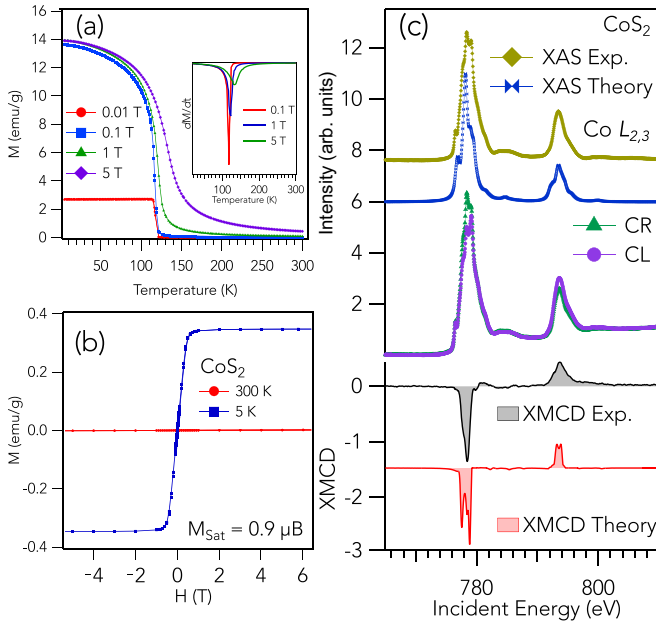 (a)
M (emu/g)
16
14
12
10
8
6
4
2
0
0.01 T
0.1 T
1 T
5 T
50
100
150
200
250
300
Temperature (K)
dM/dt
0.1 T
1 T
5 T
100
200
300
Temperature (K)
(b)
M (emu/g)
0.4
0.2
0.0
-0.2
-0.4
CoS2
300 K
5 K
MSat = 0.9 µB
-4
-2
0
2
4
6
H (T)
(c)
CoS2
XAS Exp.
XAS Theory
Co L2,3
CR
CL
Intensity (arb. units)
12
10
8
6
4
2
XMCD
0
-1
-2
-3
XMCD Exp.
XMCD Theory
780
800
Incident Energy (eV)